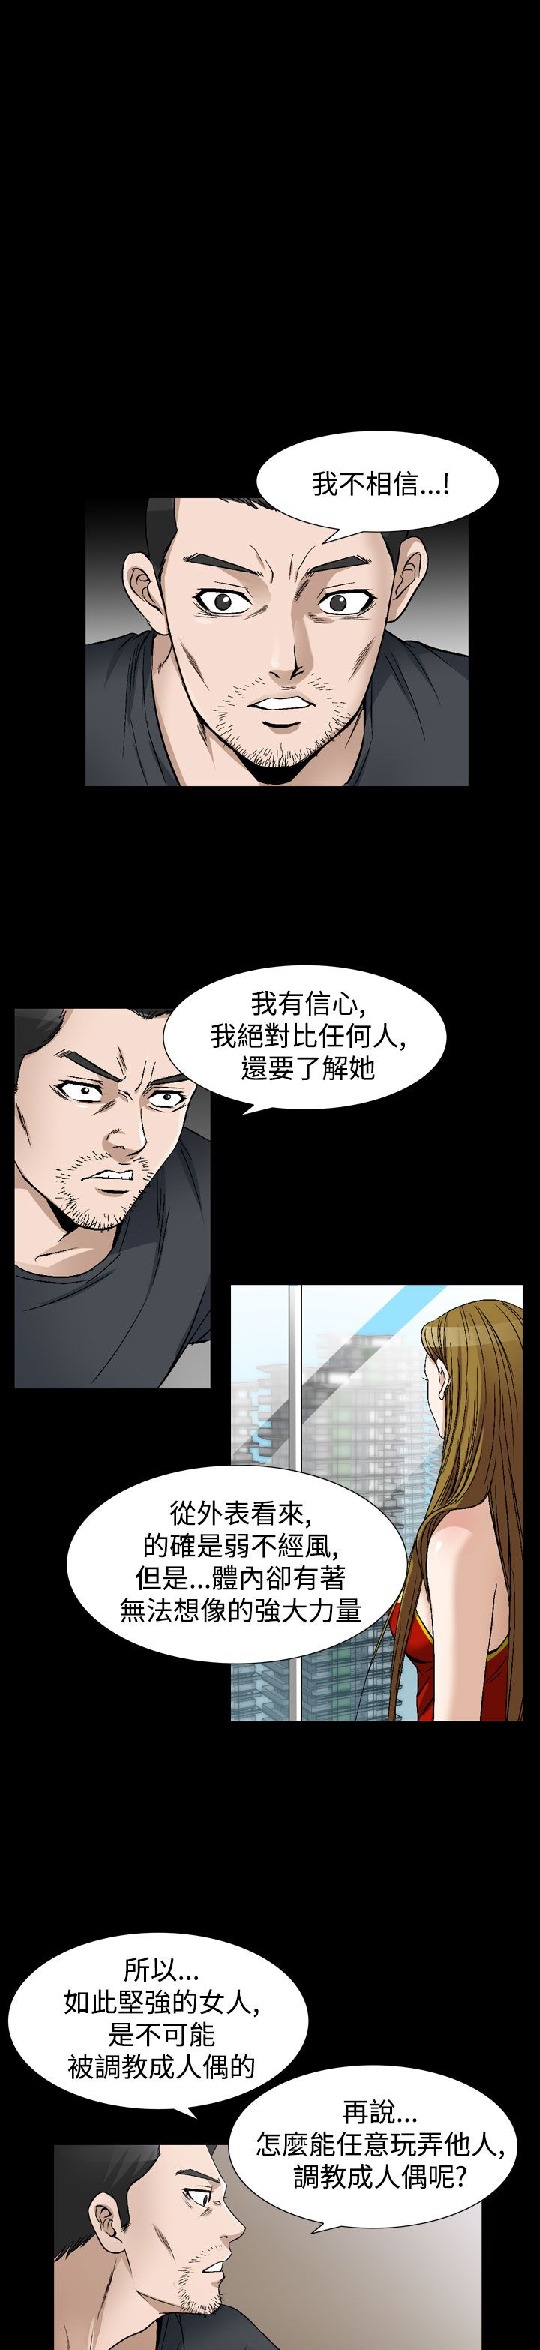 我不相信...!
我有信心,
我絕對比任何人,
還要了解她
從外表看來,
的確是弱不經風,
但是...體內卻有著
無法想像的強大力量
所以...
如此堅強的女人,
是不可能
被調教成人偶的
再說...
怎麼能任意玩弄他人,
調教成人偶呢?